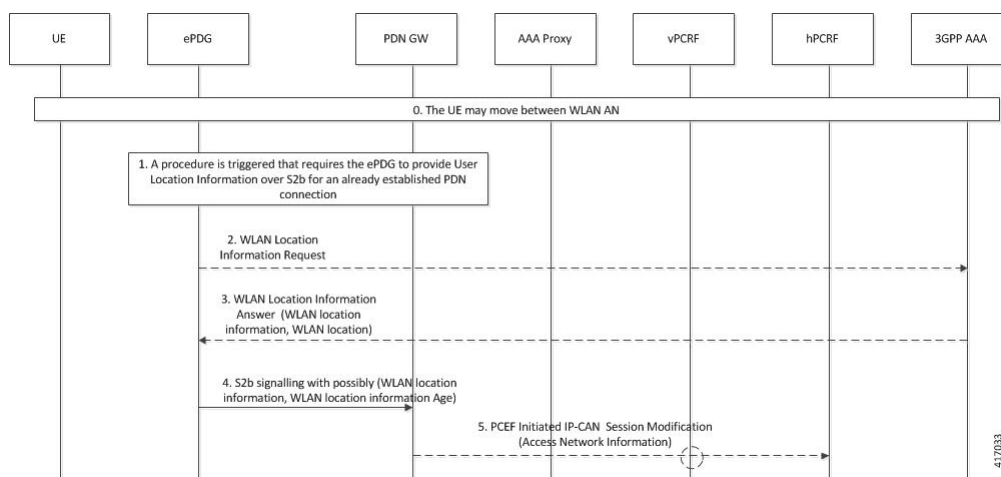 UE
ePDG
PDN GW
AAA Proxy
vPCRF
hPCRF
3GPP AAA
0. The UE may move between WLAN AN
1. A procedure is triggered that requires the ePDG to provide User
Location Information over S2b for an already established PDN
connection
2. WLAN Location
Information Request
3. WLAN Location Information
Answer (WLAN location
information, WLAN location)
4. S2b signalling with possibly (WLAN location
information, WLAN location information Age)
5. PCEF Initiated IP-CAN Session Modification
(Access Network Information)
417033